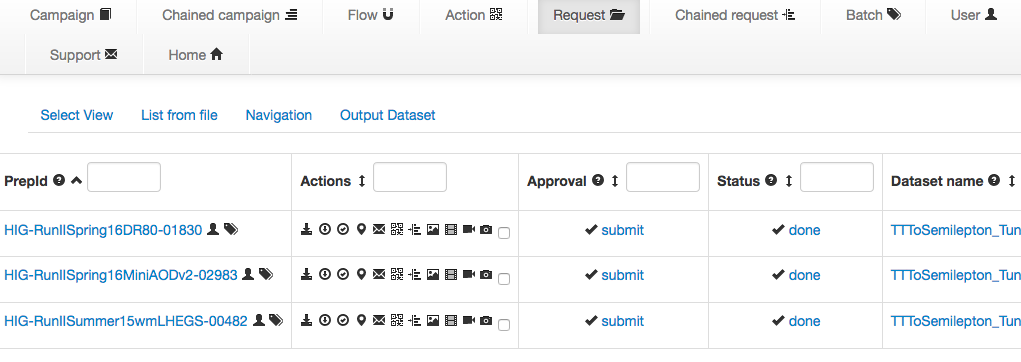 Campaign Chained campaign Flow Action Request Chained request Batch User
Support Home
Select View List from file Navigation Output Dataset
PrepId Actions Approval Status Dataset name
HIG-RunIISpring16DR80-01830 submit done TTToSemilepton_Tun
HIG-RunIISpring16MiniAODv2-02983 submit done TTToSemilepton_Tun
HIG-RunIISummer15wmLHEGS-00482 submit done TTToSemilepton_Tun